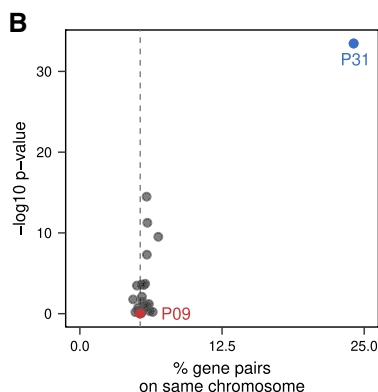 B
P31
30
−log10 p−value
20
10
0
P09
0.0
12.5
25.0
% gene pairs
on same chromosome